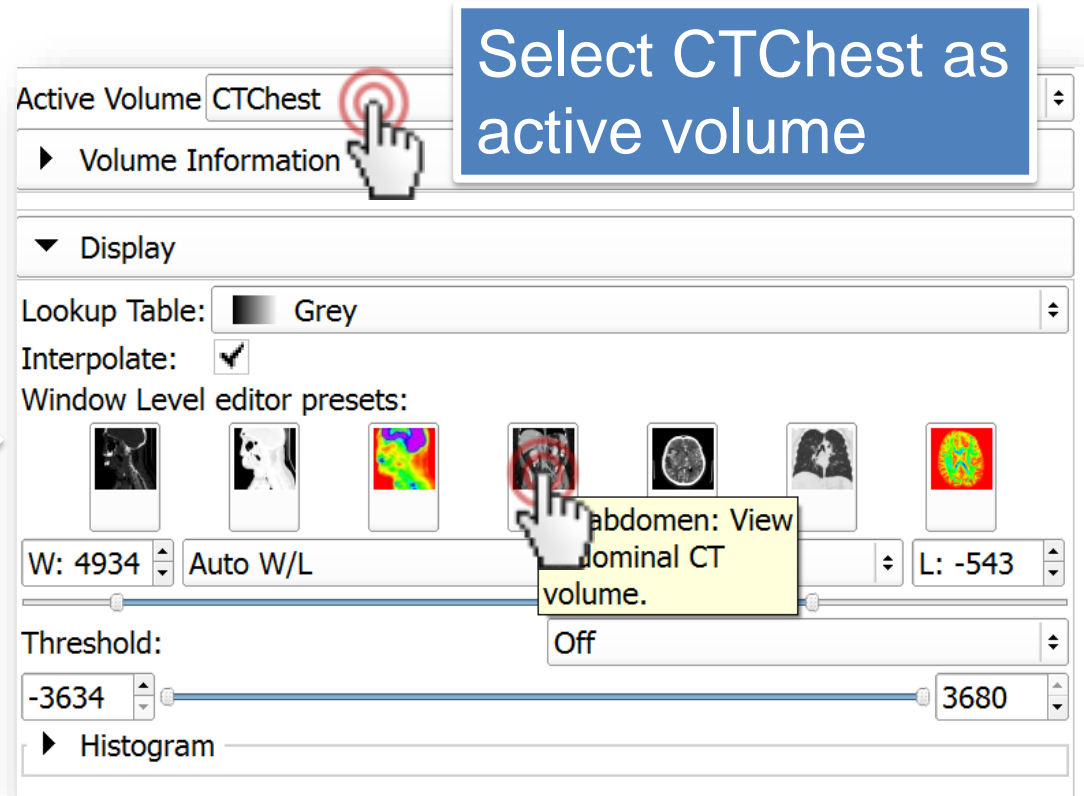 Select CTChest as
active volume
Active Volume CTChest
Volume Information
Display
Lookup Table: Grey
Interpolate:
Window Level editor presets:
abdomen: View
dominal CT
volume.
W: 4934 Auto W/L L: -543
Threshold: Off
-3634 3680
Histogram